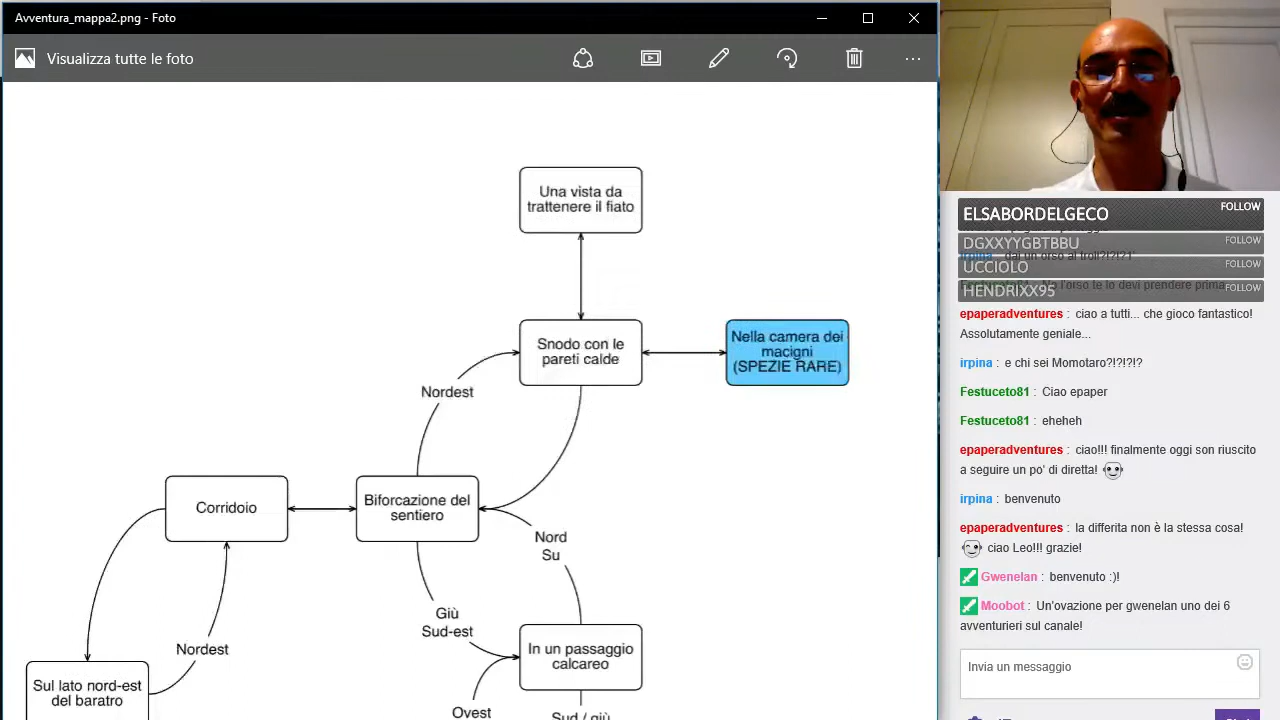 Avventura_mappa2.png - Foto
Visualizza tutte le foto
Una vista da
trattenere il fiato
Snodo con le
pareti calde
Nella camera dei
macigni
(SPEZIE RARE)
Nordest
Corridoio
Biforcazione del
sentiero
Nord
Su
Giù
Sud-est
Nordest
In un passaggio
calcareo
Sul lato nord-est
del baratro
Ovest
Sud / giù
ELSABORDELGECO FOLLOW
DGXXYYGBTBBU FOLLOW
UCCIOLO FOLLOW
HENDRIXX95 FOLLOW
epaperadventures : ciao a tutti... che gioco fantastico!
Assolutamente geniale...
irpina : e chi sei Momotaro?!?!?!?
Festuceto81 : Ciao epaper
Festuceto81 : eheheh
epaperadventures : ciao!!! finalmente oggi son riuscito
a seguire un po' di diretta!
irpina : benvenuto
epaperadventures : la differita non è la stessa cosa!
ciao Leo!!! grazie!
Gwenelan : benvenuto :)!
Moobot : Un'ovazione per gwenelan uno dei 6
avventurieri sul canale!
Invia un messaggio